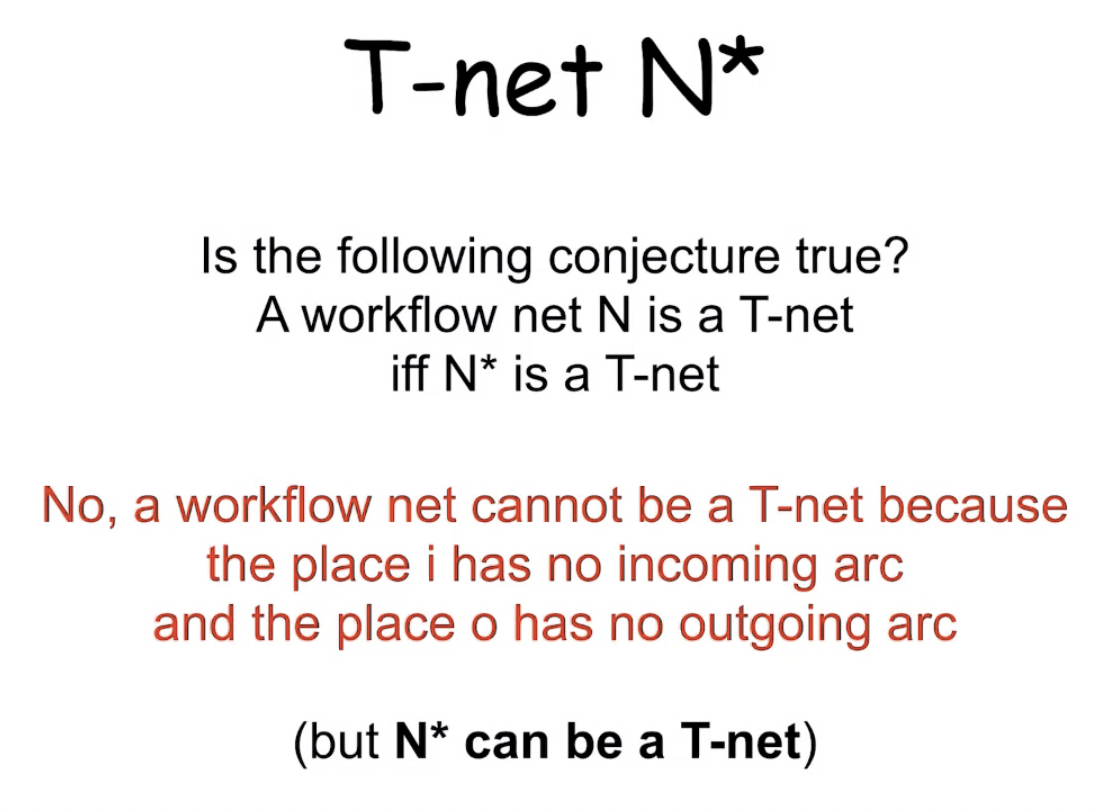 T-net N*
Is the following conjecture true?
A workflow net N is a T-net
iff N* is a T-net
No, a workflow net cannot be a T-net because
the place i has no incoming arc
and the place o has no outgoing arc
(but N* can be a T-net)